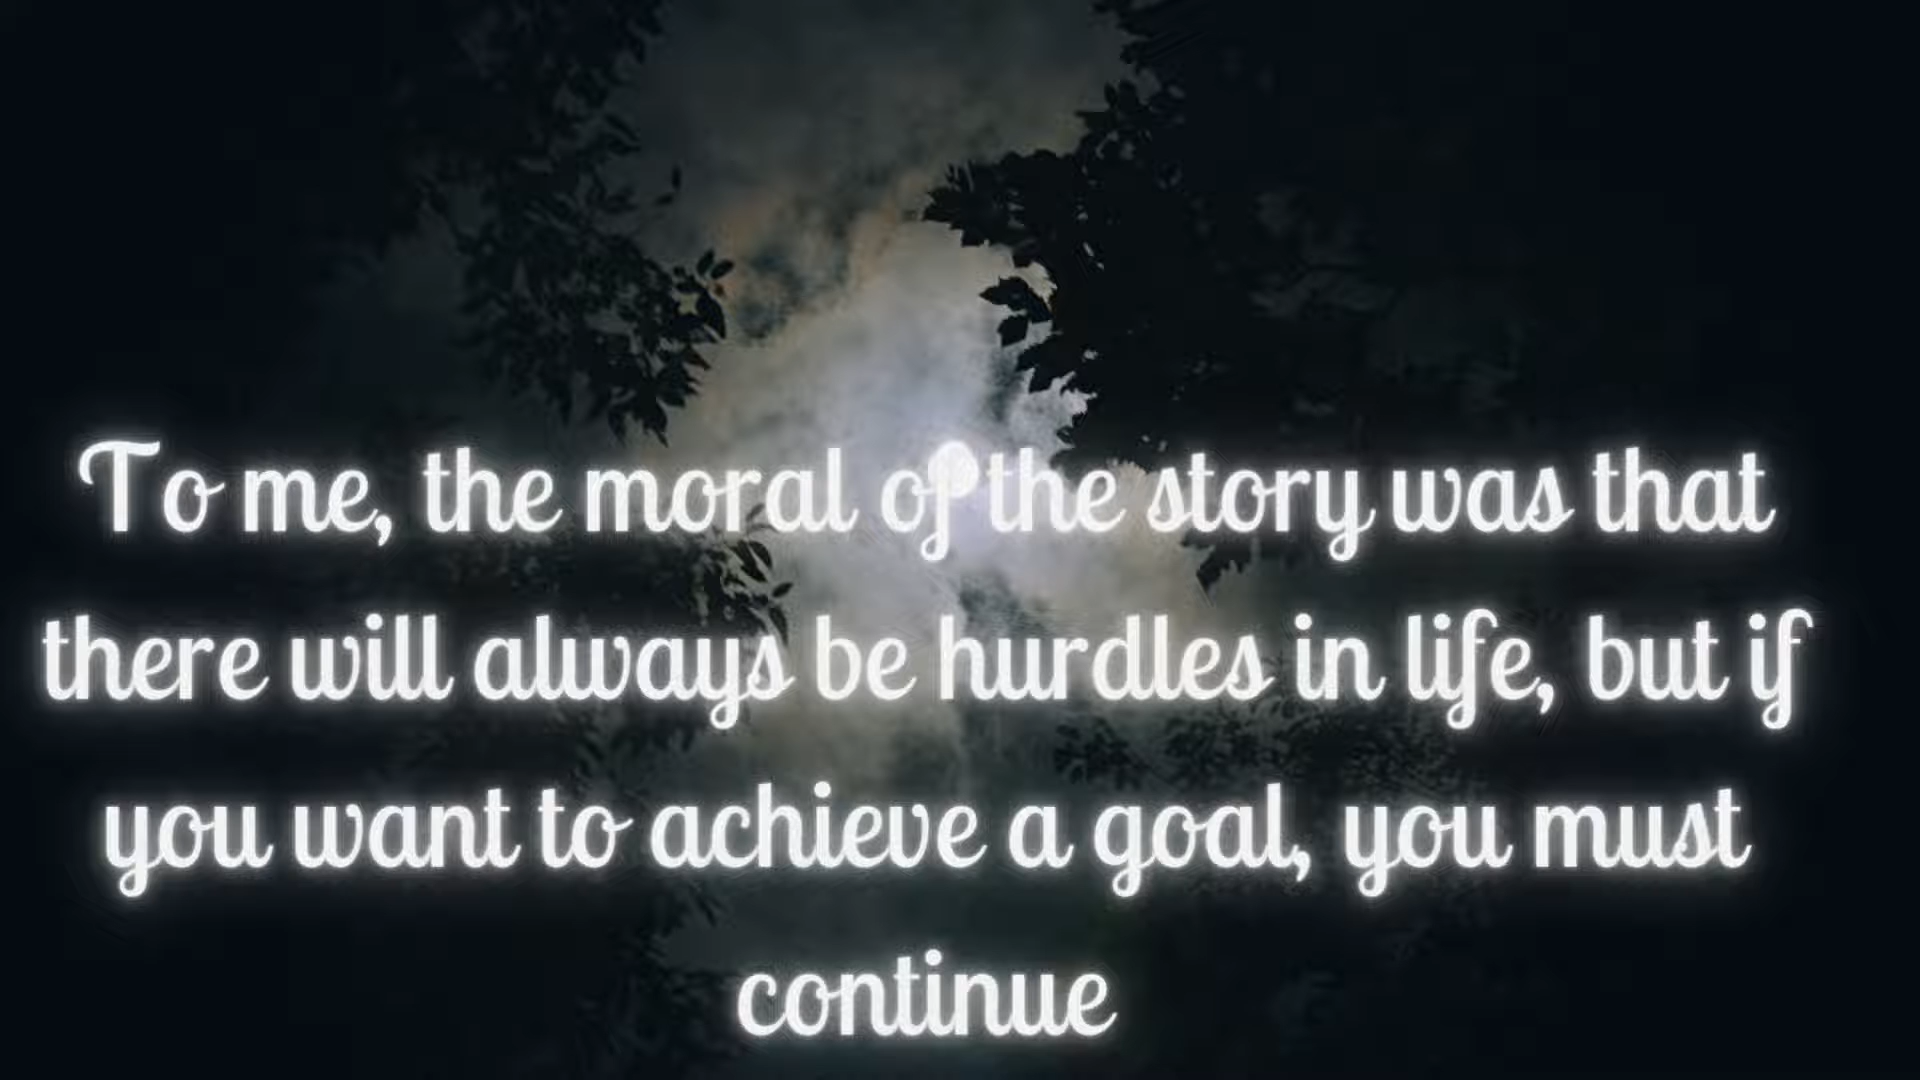 To me, the moral of the story was that
there will always be hurdles in life, but if
you want to achieve a goal, you must
continue